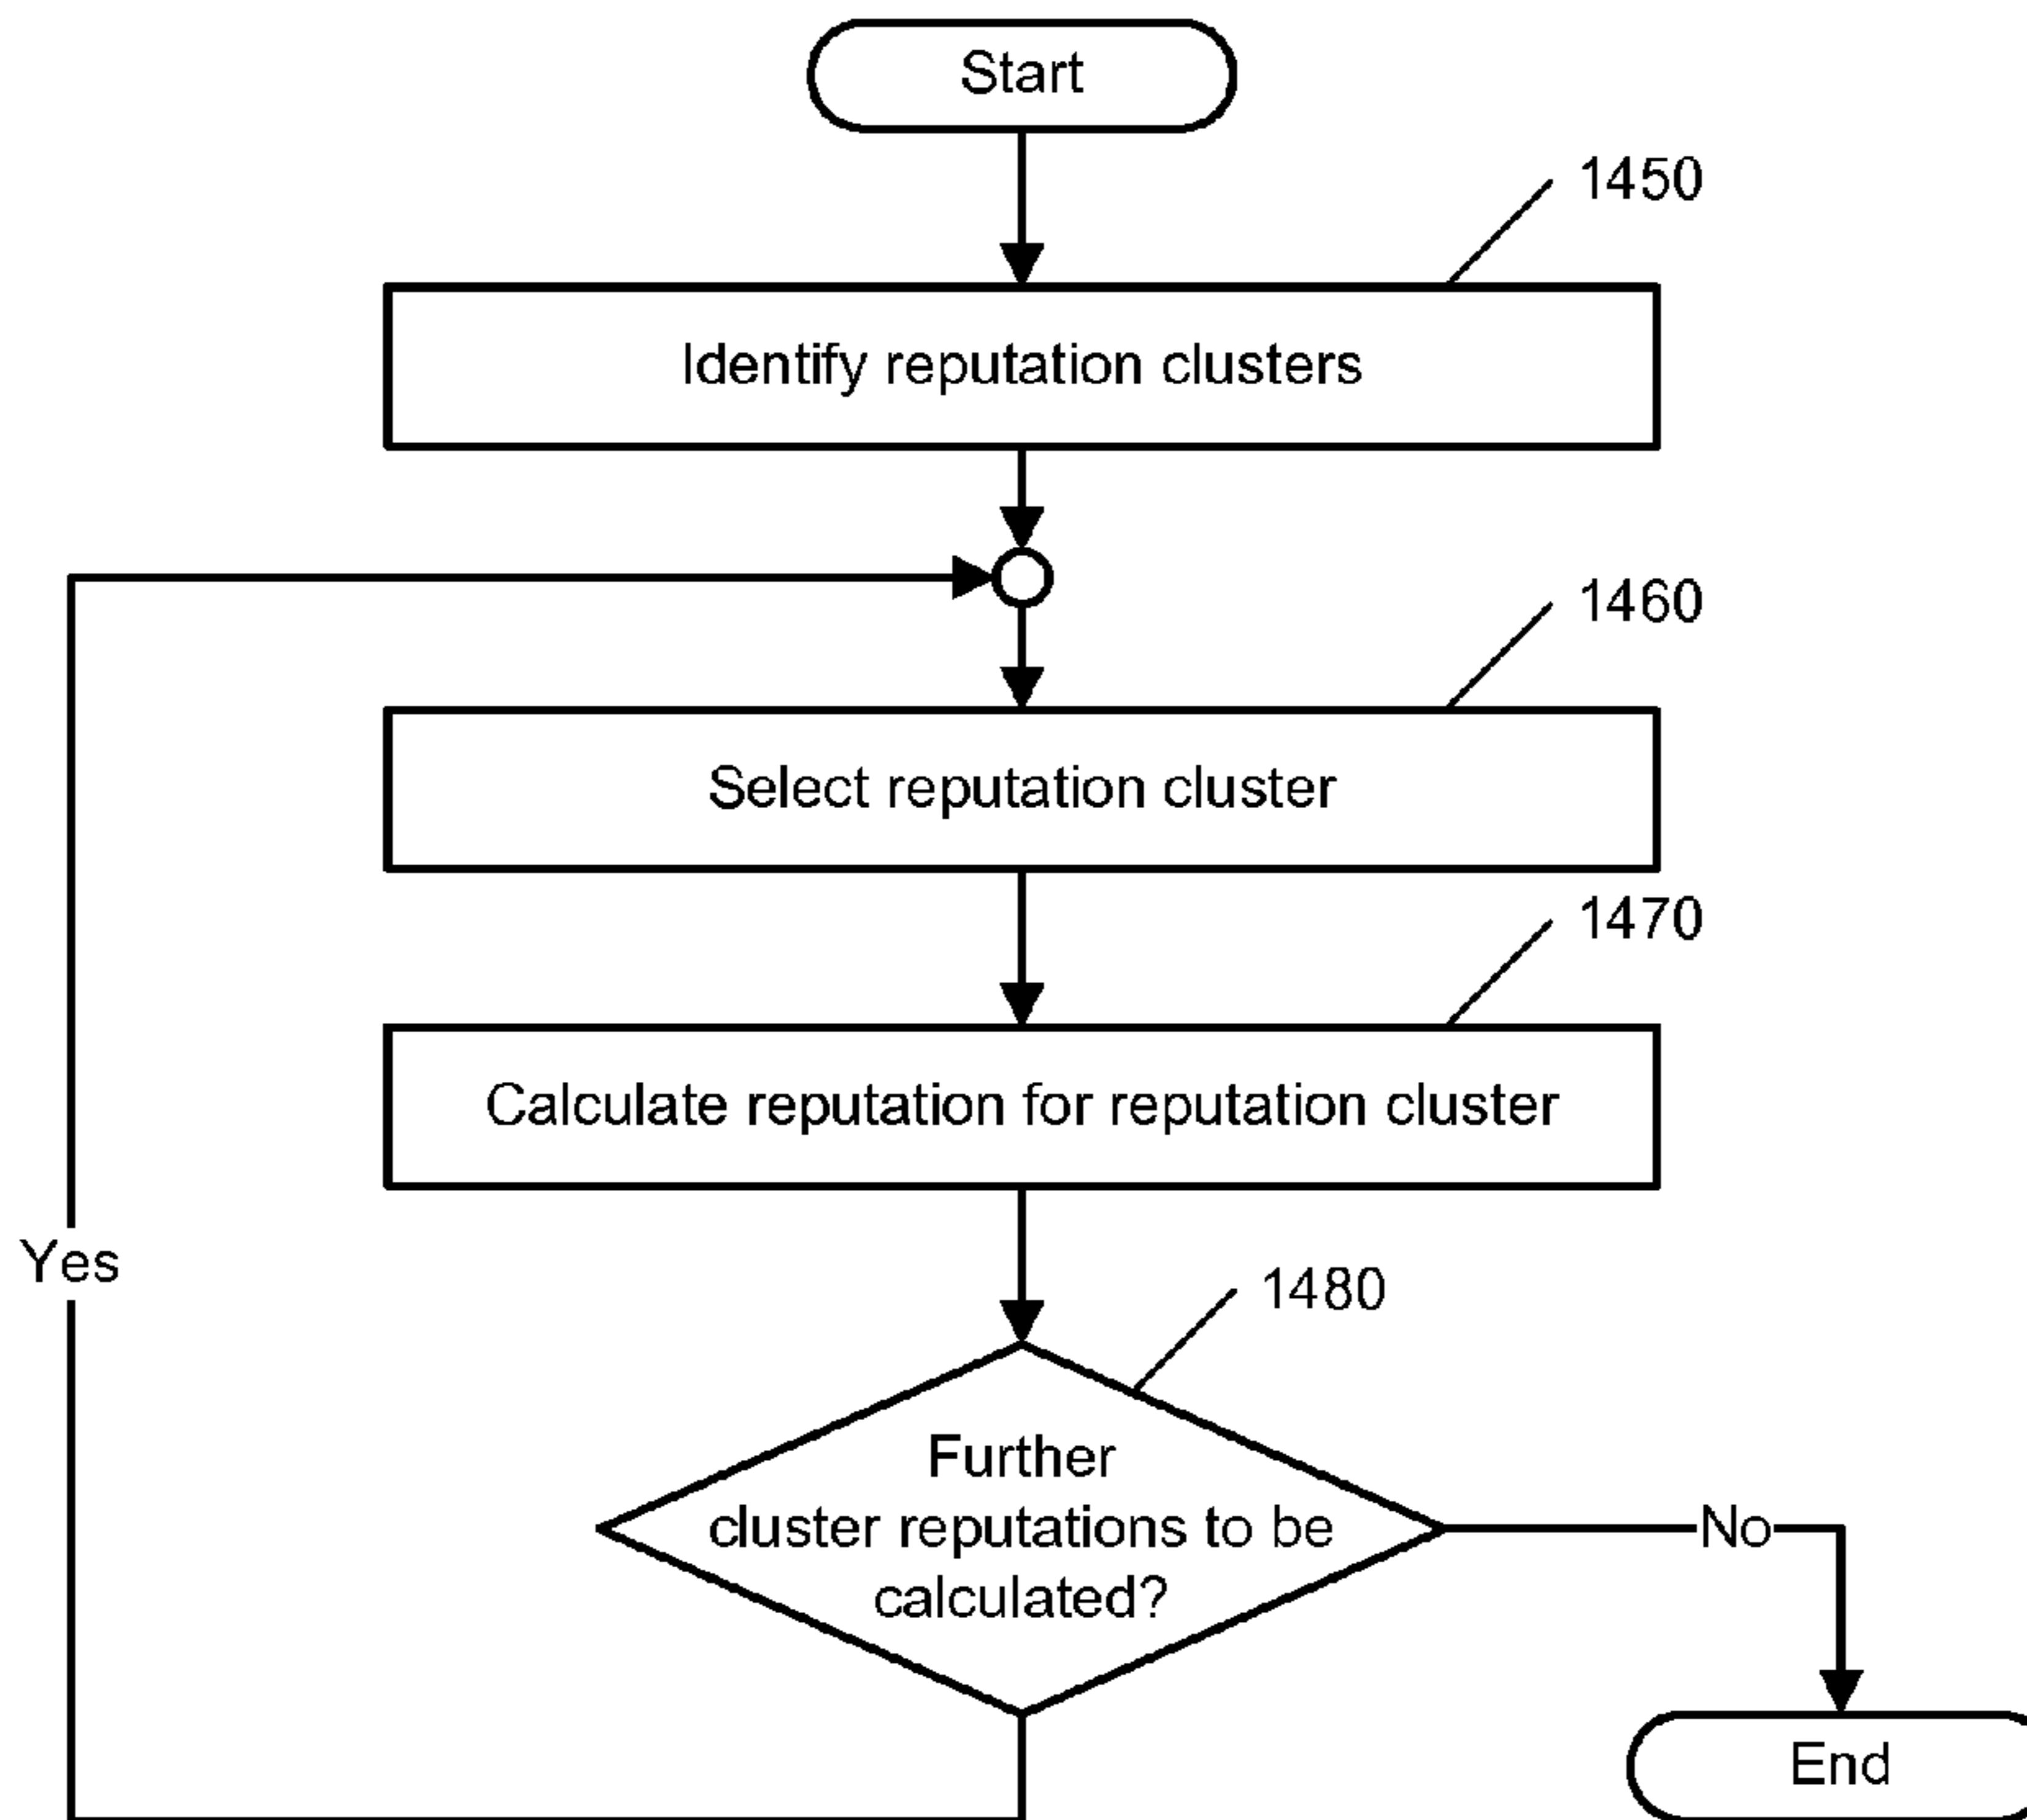 Start
1450
Identify reputation clusters
1460
Select reputation cluster
1470
Calculate reputation for reputation cluster
Yes
1480
Further
cluster reputations to be
calculated?
No
End